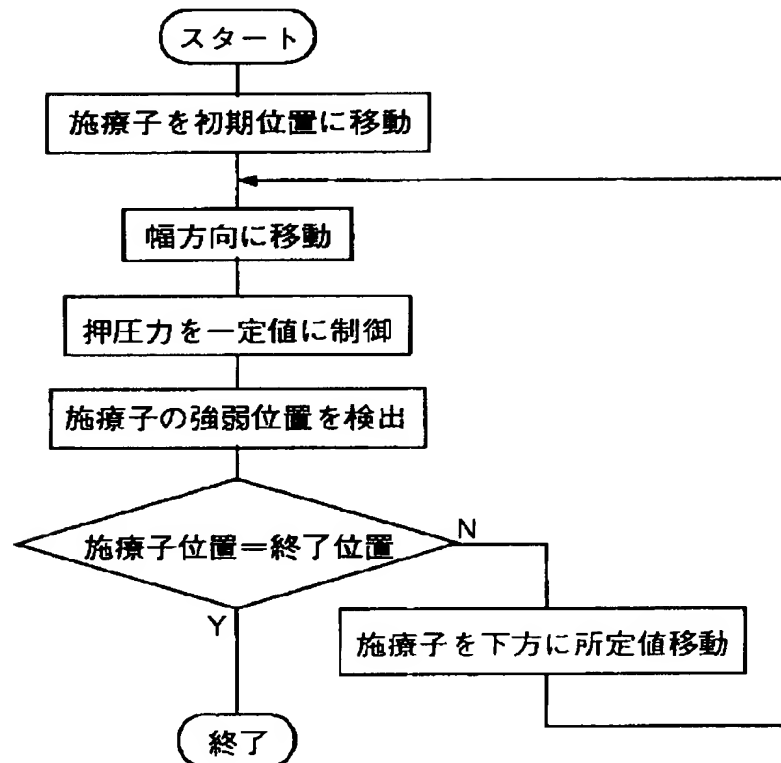 スタート
施療子を初期位置に移動
幅方向に移動
押圧力を一定値に制御
施療子の強弱位置を検出
施療子位置=終了位置
N
Y
施療子を下方に所定値移動
終了